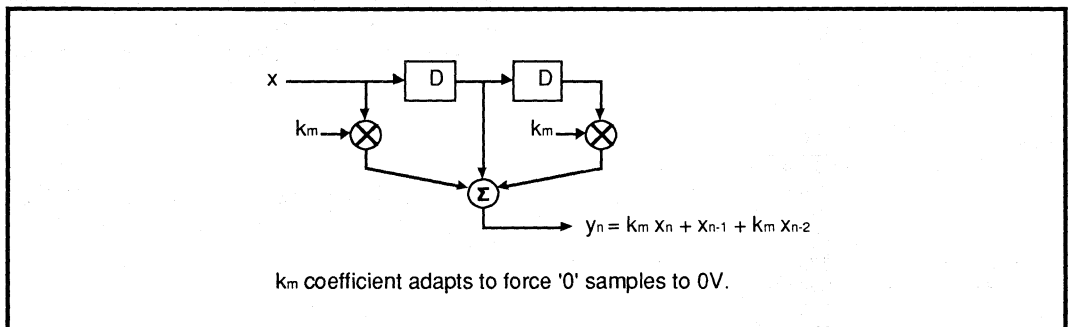 x
D
D
km
km
Σ
yn = km xn + xn-1 + km xn-2
km coefficient adapts to force '0' samples to 0V.